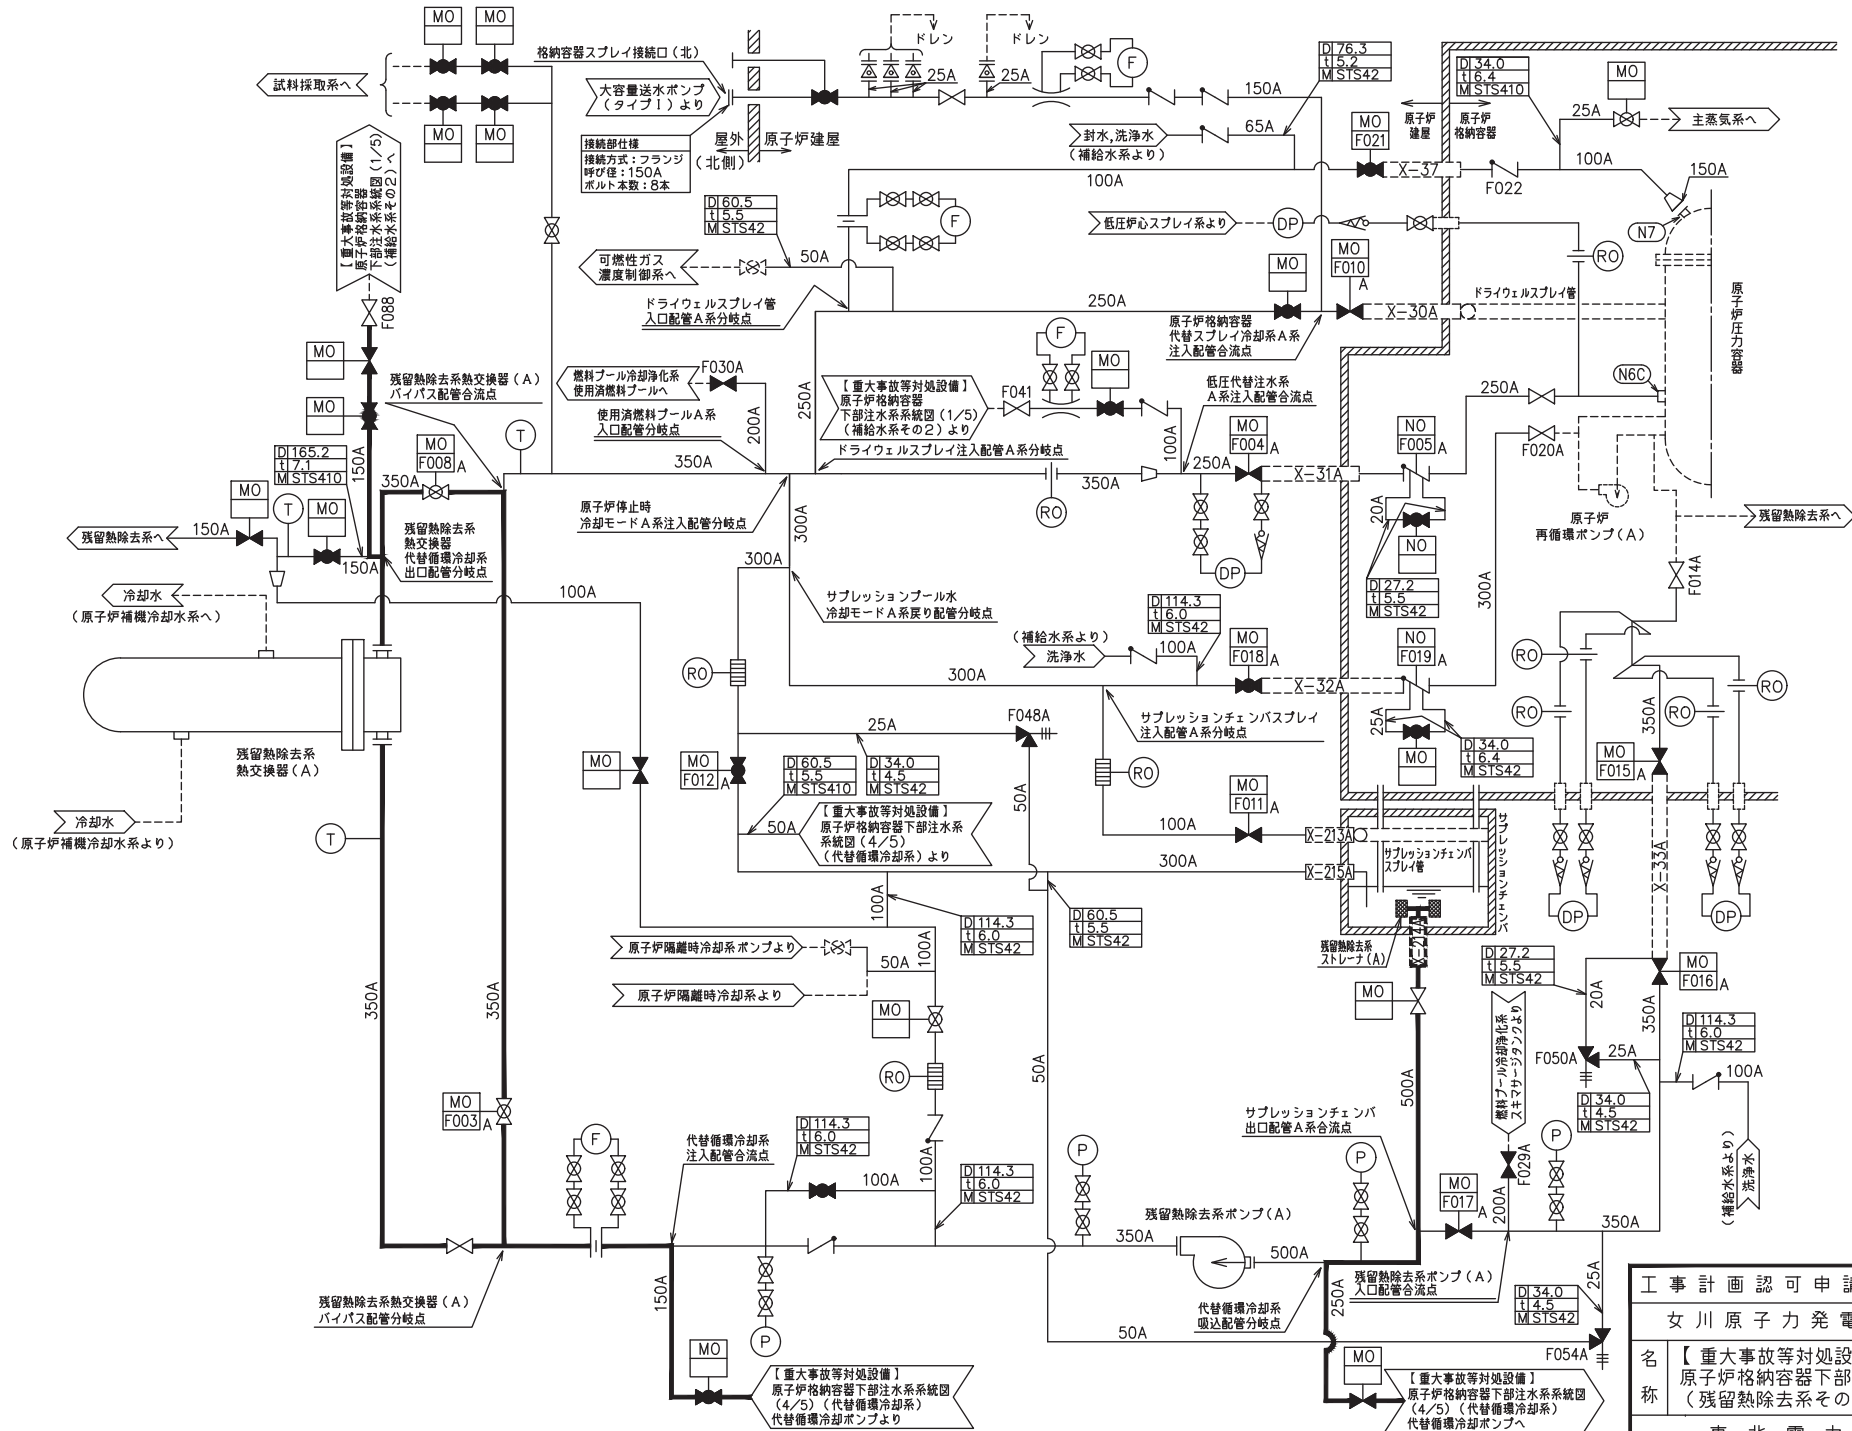 MO
MO
試料採取系へ
MO
MO
格納容器スプレイ接続口(北)
大容量送水ポンプ
(タイプⅠ)より
接続部仕様
接続方式:フランジ
呼び径:150A
ボルト本数:8本
屋外
(北側)
原子炉建屋
ドレン
ドレン
25A
25A
F
150A
D 76.3
t 5.2
M STS42
封水,洗浄水
(補給水系より)
65A
100A
MO
F021
X-37
原子炉
建屋
原子炉
格納容器
D 34.0
t 6.4
M STS410
MO
25A
主蒸気系へ
100A
F022
150A
N7
【重大事故等対処設備】
原子炉格納容器
下部注水系系統図(1/5)
(補給水系その2)へ
F088
D 60.5
t 5.5
M STS42
F
可燃性ガス
濃度制御系へ
50A
低圧炉心スプレイ系より
DP
RO
ドライウェルスプレイ管
入口配管A系分岐点
250A
MO
MO
F010
A
X-30A
ドライウェルスプレイ管
原子炉圧力容器
原子炉格納容器
代替スプレイ冷却系A系
注入配管合流点
MO
MO
残留熱除去系熱交換器(A)
バイパス配管合流点
燃料プール冷却浄化系
使用済燃料プールへ
F030A
使用済燃料プールA系
入口配管分岐点
200A
250A
【重大事故等対処設備】
原子炉格納容器
下部注水系系統図(1/5)
(補給水系その2)より
F041
F
MO
100A
低圧代替注水系
A系注入配管合流点
N6C
250A
D 165.2
t 7.1
M STS410
150A
MO
F008
A
350A
T
350A
ドライウェルスプレイ注入配管A系分岐点
RO
350A
250A
MO
F004
A
X-31A
NO
F005
A
F020A
MO
T
MO
残留熱除去系へ
150A
150A
残留熱除去系
熱交換器
代替循環冷却系
出口配管分岐点
原子炉停止時
冷却モードA系注入配管分岐点
300A
300A
DP
20A
NO
D 27.2
t 5.5
M STS42
原子炉
再循環ポンプ(A)
残留熱除去系へ
F014A
300A
冷却水
(原子炉補機冷却水系へ)
100A
サプレッションプール水
冷却モードA系戻り配管分岐点
D 114.3
t 6.0
M STS42
(補給水系より)
洗浄水
100A
MO
F018
A
X-32A
NO
F019
A
RO
300A
サプレッションチェンバスプレイ
注入配管A系分岐点
25A
MO
D 34.0
t 6.4
M STS42
RO
RO
350A
RO
RO
MO
F015
A
残留熱除去系
熱交換器(A)
MO
MO
F012
A
25A
F048A
D 60.5
t 5.5
M STS410
D 34.0
t 4.5
M STS42
50A
RO
MO
F011
A
冷却水
(原子炉補機冷却水系より)
T
50A
【重大事故等対処設備】
原子炉格納容器下部注水系
系統図(4/5)
(代替循環冷却系)より
100A
X-213A
300A
X-215A
サプレッションチェンバ
スプレイ管
サプレッションチェンバ
X-33A
DP
DP
100A
D 114.3
t 6.0
M STS42
D 60.5
t 5.5
M STS42
残留熱除去系
ストレーナ(A)
X-214A
原子炉隔離時冷却系ポンプより
50A
100A
原子炉隔離時冷却系より
D 27.2
t 5.5
M STS42
MO
F016
A
350A
350A
MO
MO
燃料プール冷却浄化系
スキマサージタンクより
20A
350A
D 114.3
t 6.0
M STS42
F050A
25A
100A
RO
50A
500A
MO
F003
A
F
D 114.3
t 6.0
M STS42
代替循環冷却系
注入配管合流点
100A
100A
D 114.3
t 6.0
M STS42
P
サプレッションチェンバ
出口配管A系合流点
P
D 34.0
t 4.5
M STS42
P
F029A
200A
MO
F017
A
350A
洗浄水
(補給水系より)
残留熱除去系ポンプ(A)
350A
500A
残留熱除去系熱交換器(A)
バイパス配管分岐点
150A
P
代替循環冷却系
吸込配管分岐点
250A
残留熱除去系ポンプ(A)
入口配管合流点
25A
D 34.0
t 4.5
M STS42
50A
F054A
MO
【重大事故等対処設備】
原子炉格納容器下部注水系系統図
(4/5)(代替循環冷却系)
代替循環冷却ポンプより
MO
【重大事故等対処設備】
原子炉格納容器下部注水系系統図
(4/5)(代替循環冷却系)
代替循環冷却ポンプへ
工事計画認可申請
女川原子力発電
名称
【重大事故等対処設
原子炉格納容器下部
(残留熱除去系その